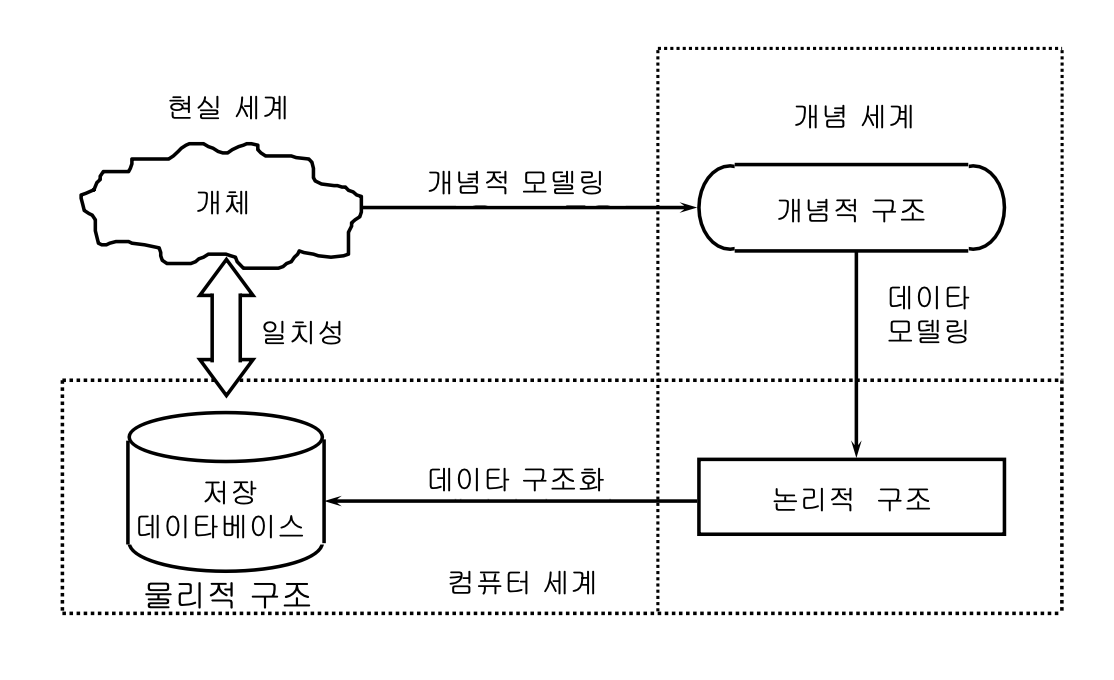 현실 세계
개념 세계
개체
개념적 모델링
개념적 구조
데이타
모델링
일치성
데이타 구조화
논리적 구조
저장
데이타베이스
물리적 구조
컴퓨터 세계